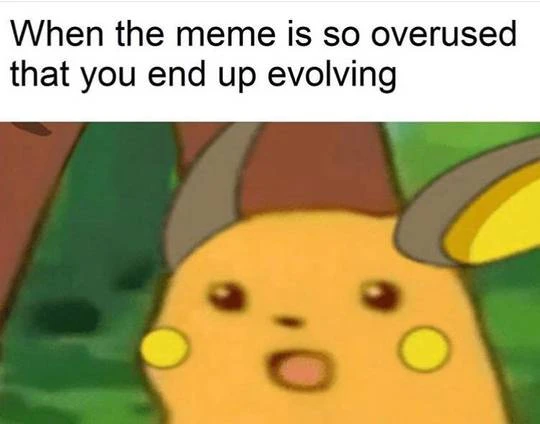 When the meme is so overused
that you end up evolving